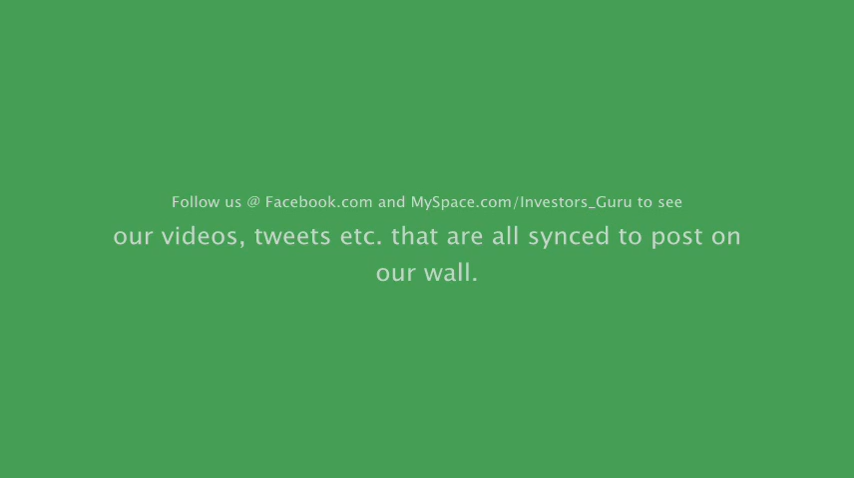 Follow us @ Facebook.com and MySpace.com/Investors_Guru to see
our videos, tweets etc. that are all synced to post on
our wall.